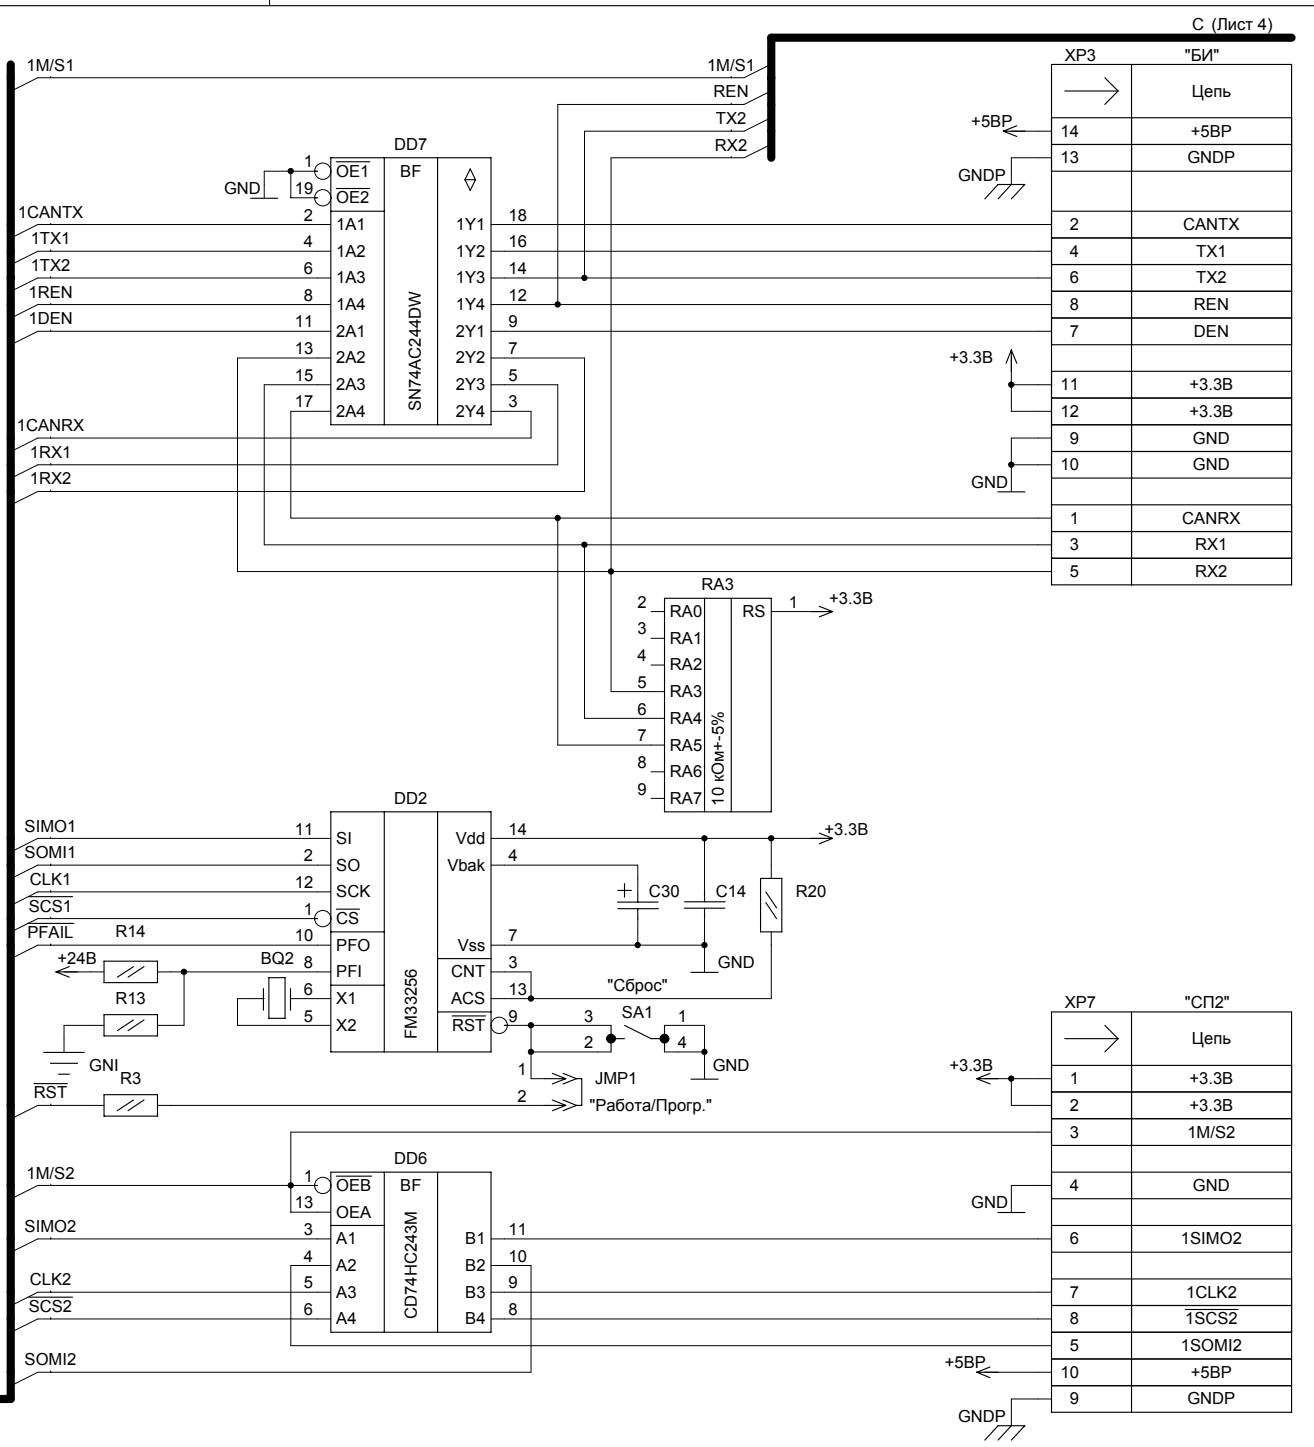 С (Лист 4)
XP3 "БИ"
Цепь
14 +5ВР
13 GNDP
2 CANTX
4 TX1
6 TX2
8 REN
7 DEN
11 +3.3В
12 +3.3В
9 GND
10 GND
1 CANRX
3 RX1
5 RX2
+5ВР
GNDP
+3.3В
GND
1M/S1
1M/S1
REN
TX2
RX2
DD7
BF
SN74AC244DW
GND
1 OE1
19 OE2
1CANTX 2 1A1 1Y1 18
1TX1 4 1A2 1Y2 16
1TX2 6 1A3 1Y3 14
1REN 8 1A4 1Y4 12
1DEN 11 2A1 2Y1 9
13 2A2 2Y2 7
15 2A3 2Y3 5
17 2A4 2Y4 3
1CANRX
1RX1
1RX2
RA3
2 RA0 RS 1 +3.3В
3 RA1
4 RA2
5 RA3
6 RA4
7 RA5
8 RA6
9 RA7
10 кОм+-5%
DD2
FM33256
SIMO1 11 SI Vdd 14 +3.3В
SOMI1 2 SO Vbak 4
CLK1 12 SCK
SCS1 1 CS
PFAIL 10 PFO Vss 7
+24В R14 8 PFI CNT 3
BQ2 6 X1 ACS 13
R13 5 X2 RST 9
GNI
+ C30 C14 R20
GND
"Сброс"
SA1
3 1
2 4
GND
1 JMP1
2 "Работа/Прогр."
RST R3
DD6
BF
CD74HC243M
1M/S2 1 OEB
13 OEA
SIMO2 3 A1 B1 11
4 A2 B2 10
CLK2 5 A3 B3 9
SCS2 6 A4 B4 8
SOMI2
XP7 "СП2"
Цепь
1 +3.3В
2 +3.3В
3 1M/S2
4 GND
6 1SIMO2
7 1CLK2
8 1SCS2
5 1SOMI2
10 +5ВР
9 GNDP
+3.3В
GND
+5ВР
GNDP